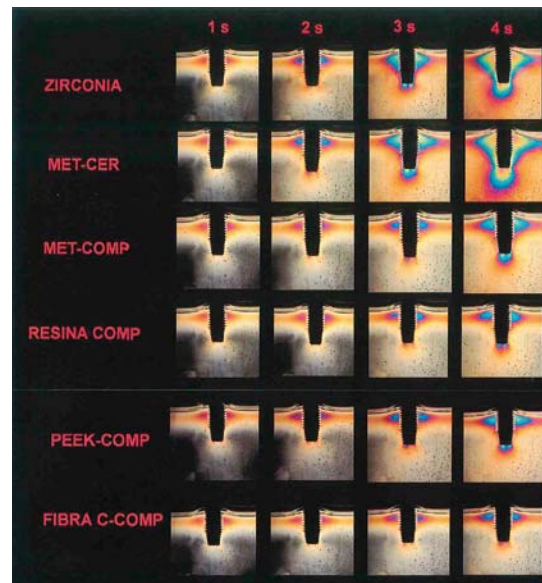 1 s 2 s 3 s 4 s
ZIRCONIA
MET-CER
MET-COMP
RESINA COMP
PEEK-COMP
FIBRA C-COMP